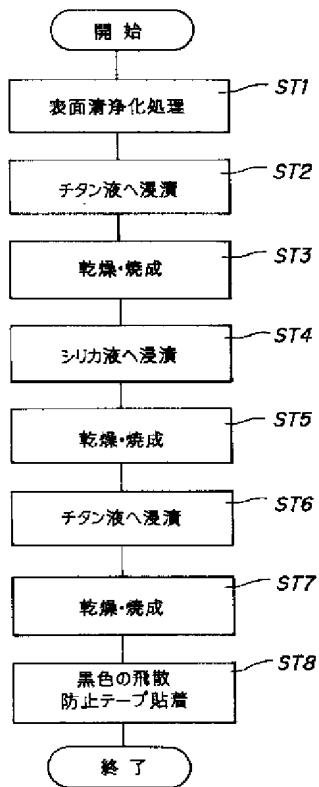 開始
ST1
表面清浄化処理
ST2
チタン液へ浸漬
ST3
乾燥・焼成
ST4
シリカ液へ浸漬
ST5
乾燥・焼成
ST6
チタン液へ浸漬
ST7
乾燥・焼成
ST8
黒色の飛散
防止テープ貼着
終了